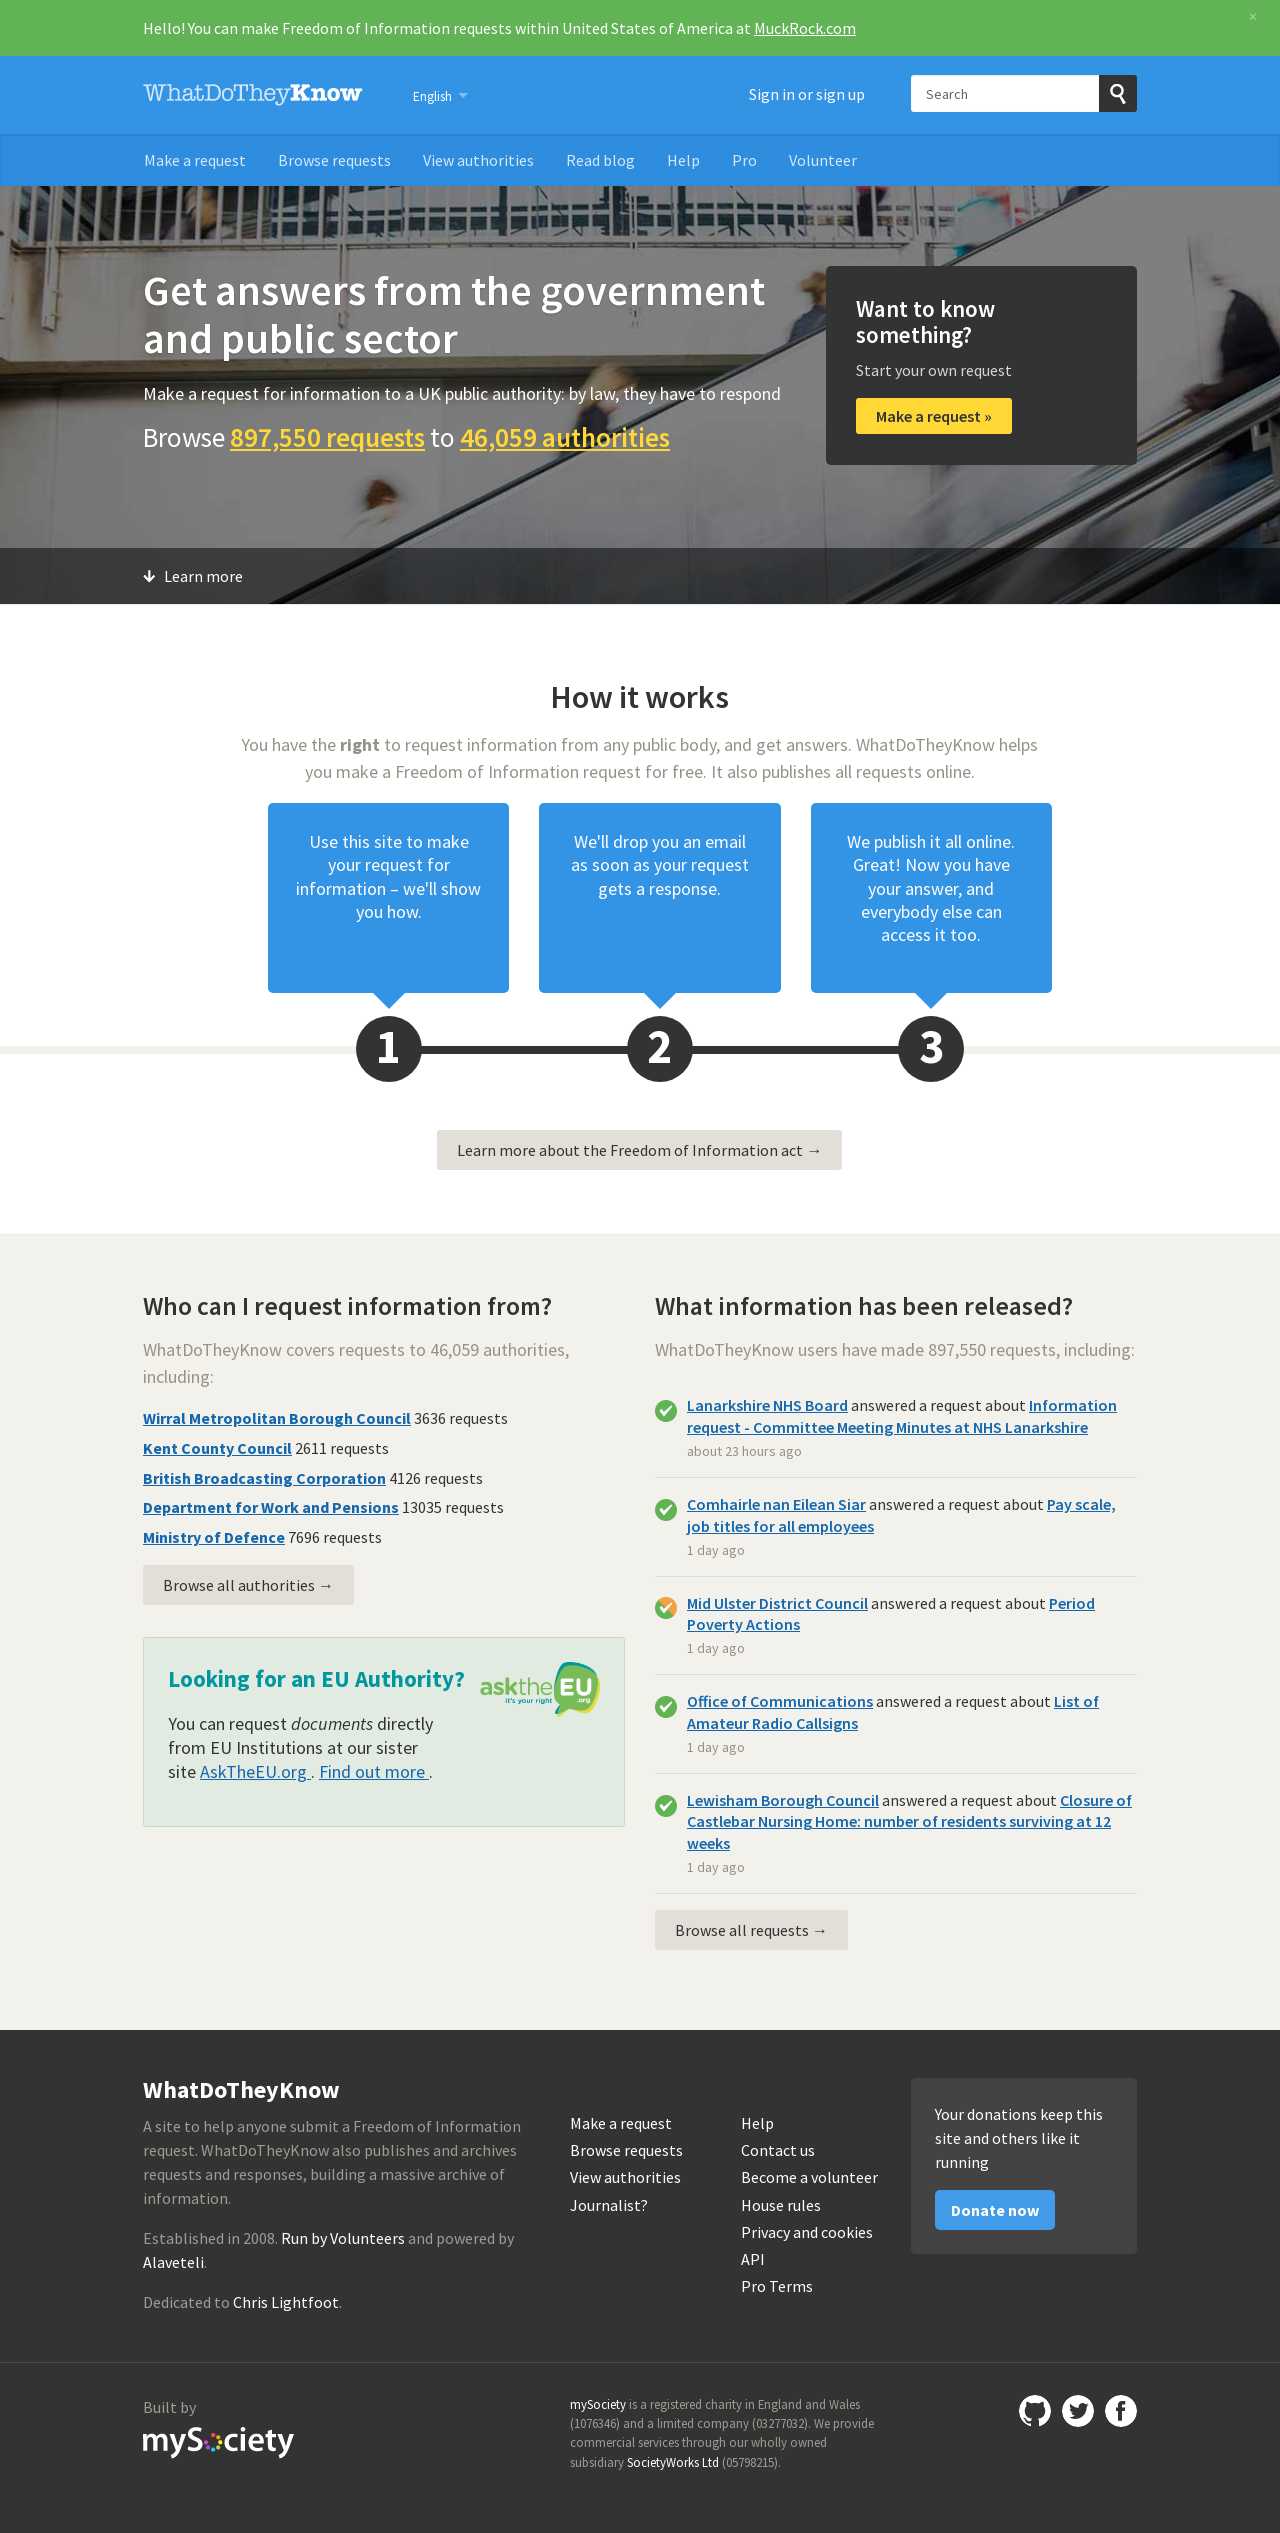 Hello! You can make Freedom of Information requests within United States of America at MuckRock.com
×
WhatDoTheyKnow
English
Sign in or sign up
Search
Make a request
Browse requests
View authorities
Read blog
Help
Pro
Volunteer
Get answers from the government
and public sector
Make a request for information to a UK public authority: by law, they have to respond
Browse 897,550 requests to 46,059 authorities
Want to know
something?
Start your own request
Make a request »
Learn more
How it works
You have the right to request information from any public body, and get answers. WhatDoTheyKnow helps
you make a Freedom of Information request for free. It also publishes all requests online.
Use this site to make
your request for
information – we'll show
you how.
We'll drop you an email
as soon as your request
gets a response.
We publish it all online.
Great! Now you have
your answer, and
everybody else can
access it too.
1
2
3
Learn more about the Freedom of Information act →
Who can I request information from?
WhatDoTheyKnow covers requests to 46,059 authorities,
including:
Wirral Metropolitan Borough Council 3636 requests
Kent County Council 2611 requests
British Broadcasting Corporation 4126 requests
Department for Work and Pensions 13035 requests
Ministry of Defence 7696 requests
Browse all authorities →
Looking for an EU Authority?
asktheEU
it's your right .org
You can request documents directly
from EU Institutions at our sister
site AskTheEU.org . Find out more .
What information has been released?
WhatDoTheyKnow users have made 897,550 requests, including:
Lanarkshire NHS Board answered a request about Information
request - Committee Meeting Minutes at NHS Lanarkshire
about 23 hours ago
Comhairle nan Eilean Siar answered a request about Pay scale,
job titles for all employees
1 day ago
Mid Ulster District Council answered a request about Period
Poverty Actions
1 day ago
Office of Communications answered a request about List of
Amateur Radio Callsigns
1 day ago
Lewisham Borough Council answered a request about Closure of
Castlebar Nursing Home: number of residents surviving at 12
weeks
1 day ago
Browse all requests →
WhatDoTheyKnow
A site to help anyone submit a Freedom of Information
request. WhatDoTheyKnow also publishes and archives
requests and responses, building a massive archive of
information.
Established in 2008. Run by Volunteers and powered by
Alaveteli.
Dedicated to Chris Lightfoot.
Make a request
Browse requests
View authorities
Journalist?
Help
Contact us
Become a volunteer
House rules
Privacy and cookies
API
Pro Terms
Your donations keep this
site and others like it
running
Donate now
Built by
mySociety
mySociety is a registered charity in England and Wales
(1076346) and a limited company (03277032). We provide
commercial services through our wholly owned
subsidiary SocietyWorks Ltd (05798215).